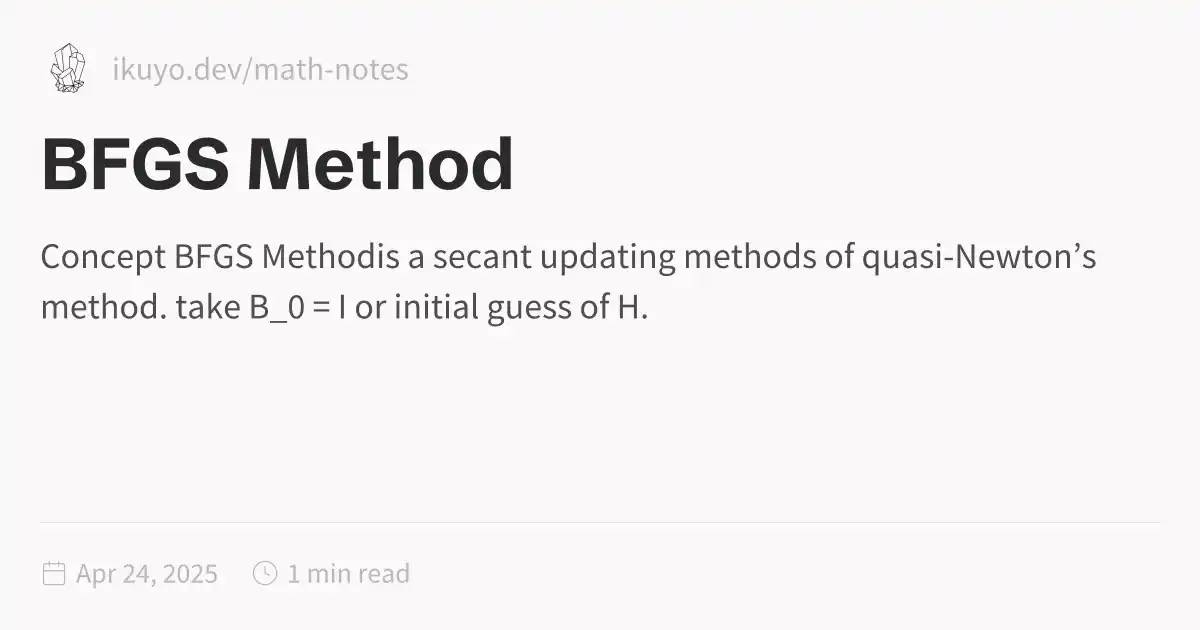 ikuyo.dev/math-notes
BFGS Method
Concept BFGS Methodis a secant updating methods of quasi-Newton’s
method. take B_0 = I or initial guess of H.
Apr 24, 2025 1 min read